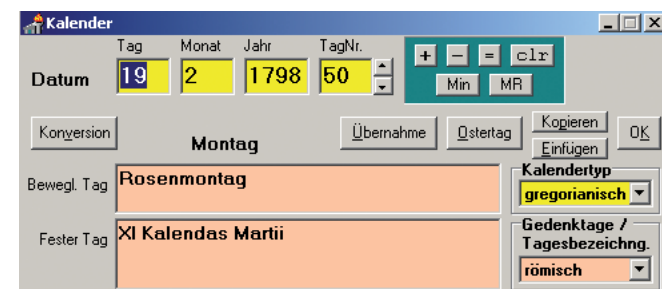 Kalender
Tag Monat Jahr TagNr.
Datum 19 2 1798 50 + − = clr
Min MR
Konversion Montag Übernahme Ostertag Kopieren OK
Einfügen
Bewegl. Tag Rosenmontag Kalendertyp
gregorianisch
Fester Tag XI Kalendas Martii Gedenktage /
Tagesbezeichng.
römisch